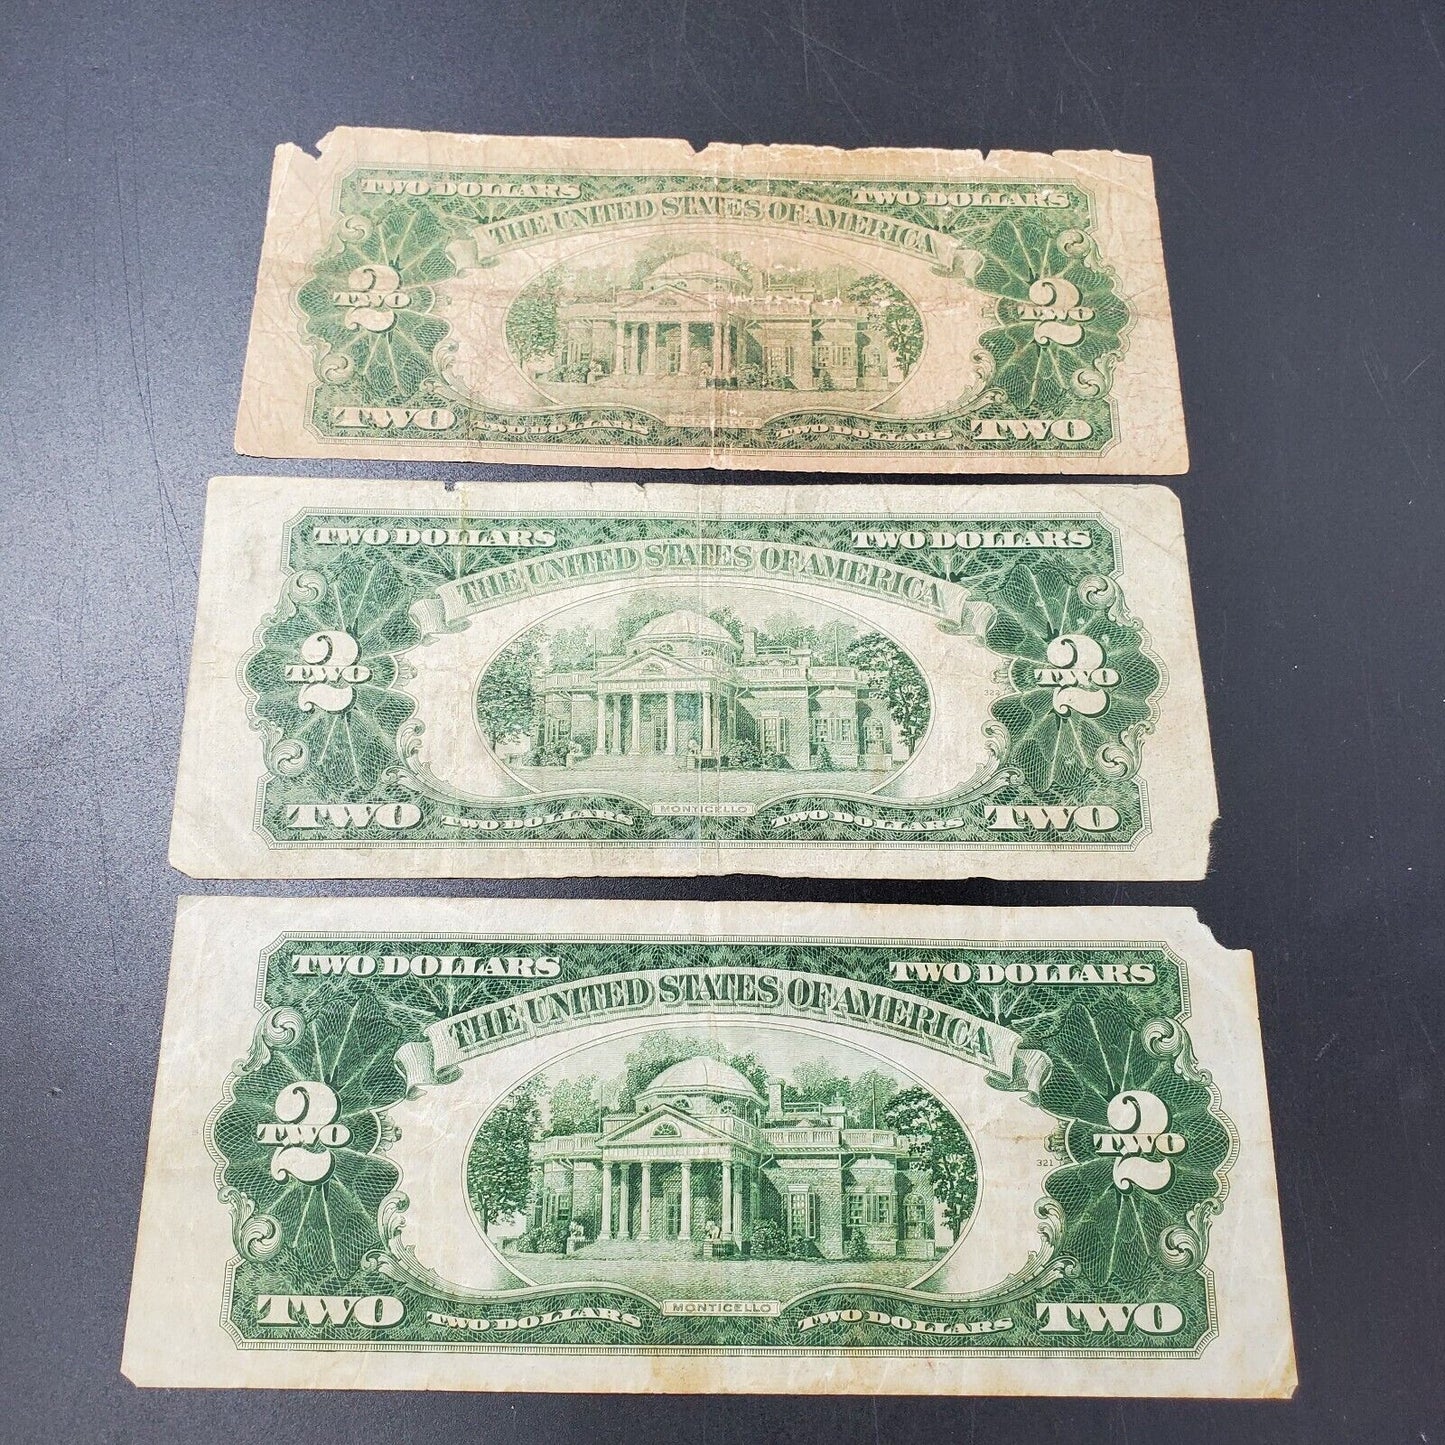 TWO DOLLARS TWO DOLLARS
THE UNITED STATES OF AMERICA
2 TWO 2 TWO
TWO TWO DOLLARS TWO DOLLARS TWO
TWO DOLLARS TWO DOLLARS
THE UNITED STATES OF AMERICA
2 TWO 322 2 TWO
TWO TWO DOLLARS MONTICELLO TWO DOLLARS TWO
TWO DOLLARS TWO DOLLARS
THE UNITED STATES OF AMERICA
2 TWO 321 2 TWO
TWO TWO DOLLARS MONTICELLO TWO DOLLARS TWO